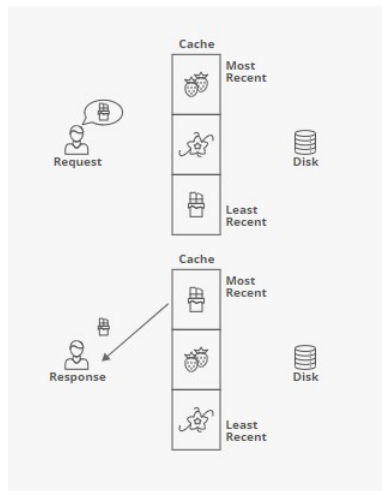 Cache
Most
Recent
Request
Disk
Least
Recent
Cache
Most
Recent
Response
Disk
Least
Recent